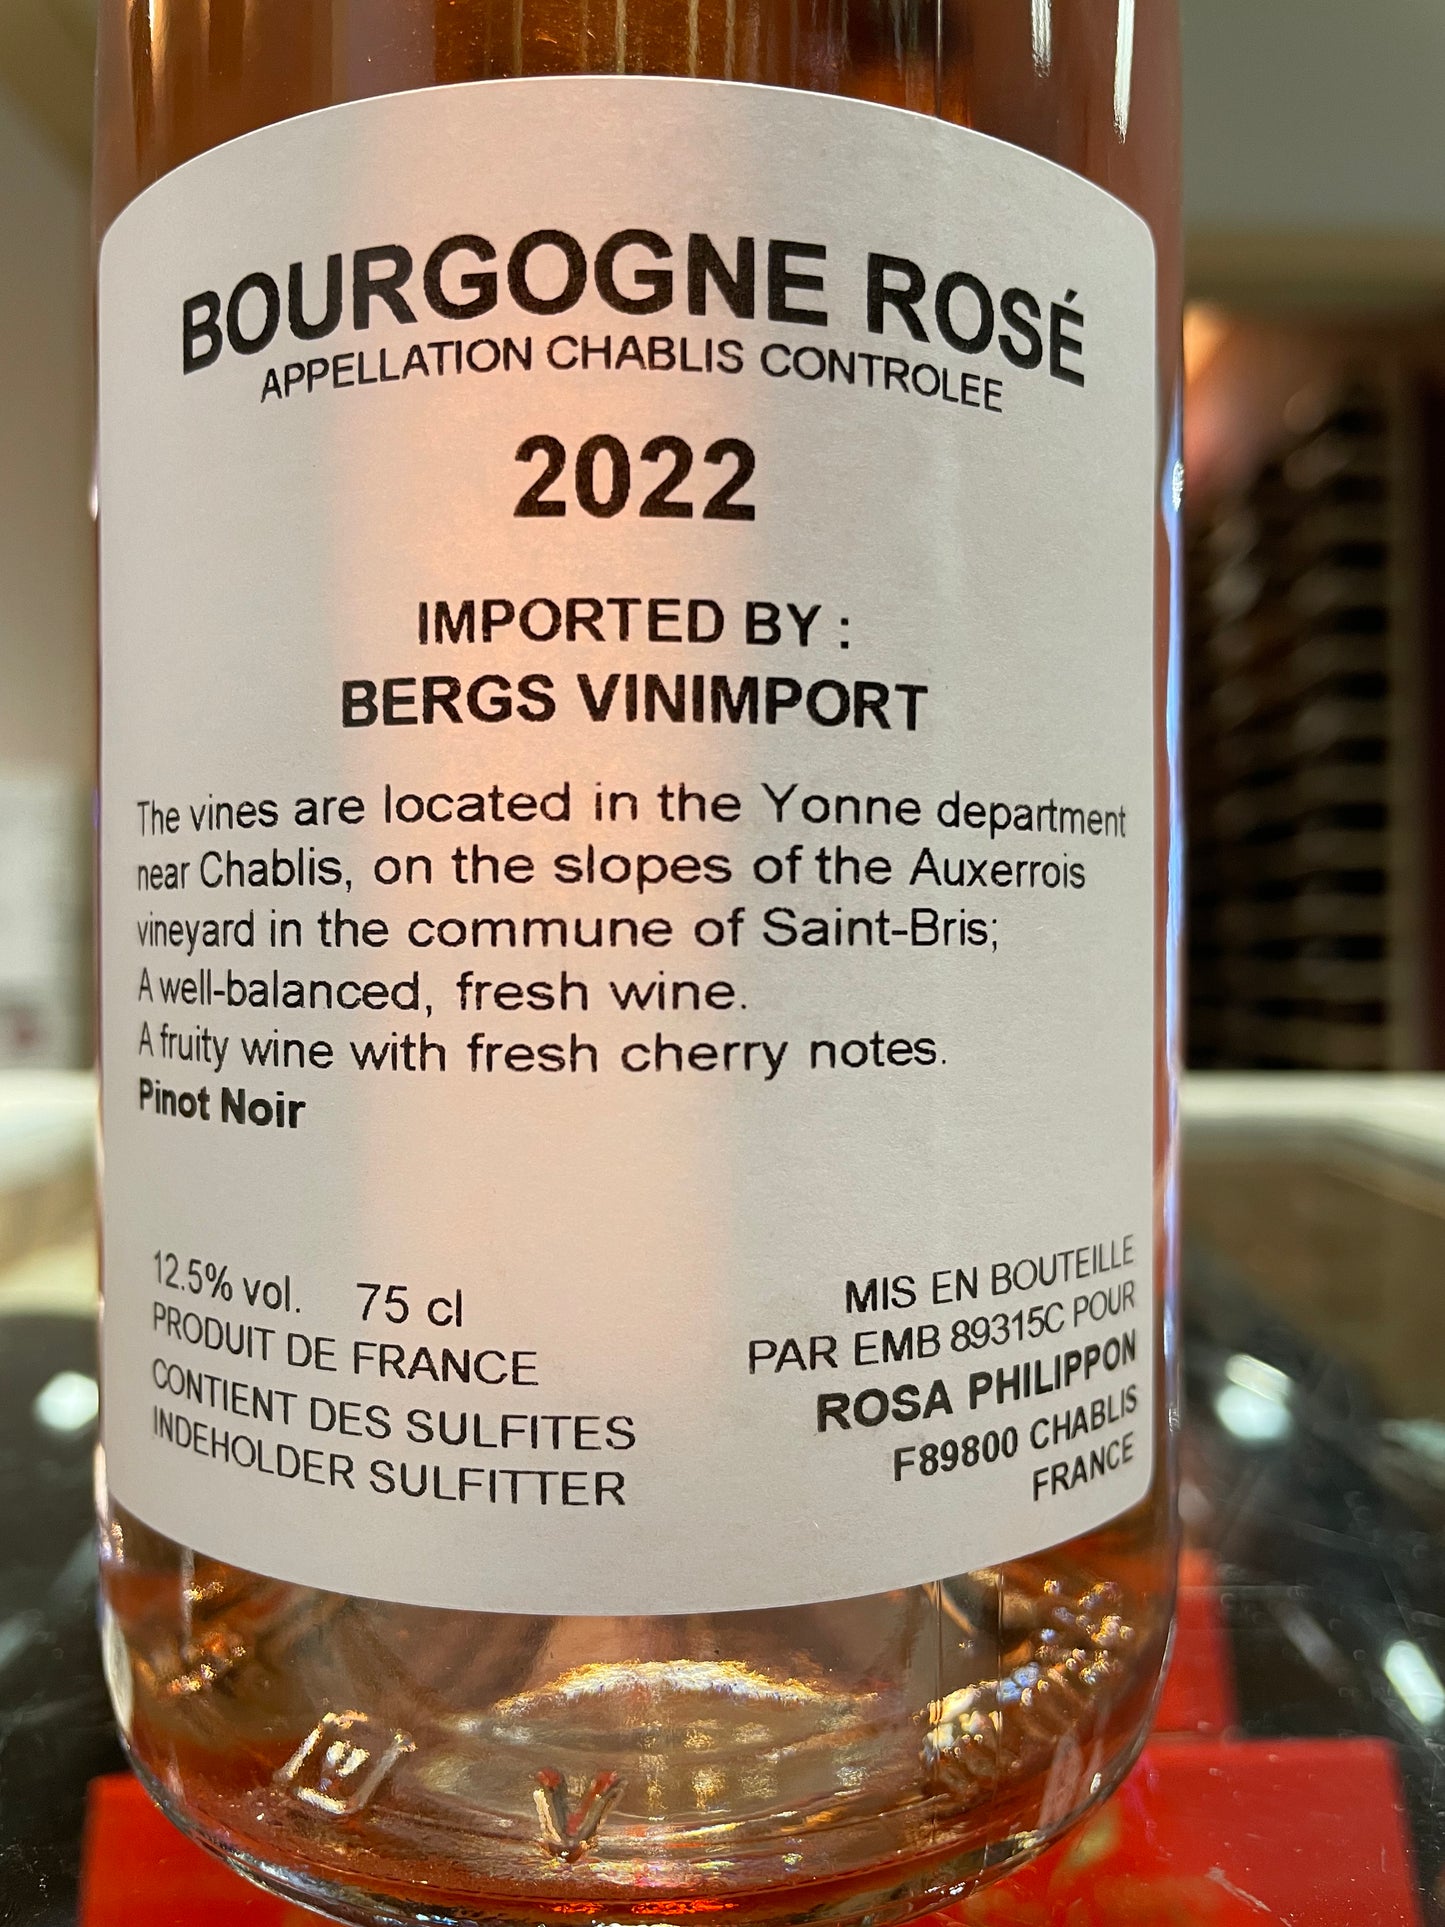 BOURGOGNE ROSÉ
APPELLATION CHABLIS CONTROLEE
2022
IMPORTED BY :
BERGS VINIMPORT
The vines are located in the Yonne department
near Chablis, on the slopes of the Auxerrois
vineyard in the commune of Saint-Bris;
A well-balanced, fresh wine.
A fruity wine with fresh cherry notes.
Pinot Noir
12.5% vol. 75 cl
PRODUIT DE FRANCE
CONTIENT DES SULFITES
INDEHOLDER SULFITTER
MIS EN BOUTEILLE
PAR EMB 89315C POUR
ROSA PHILIPPON
F89800 CHABLIS
FRANCE
V